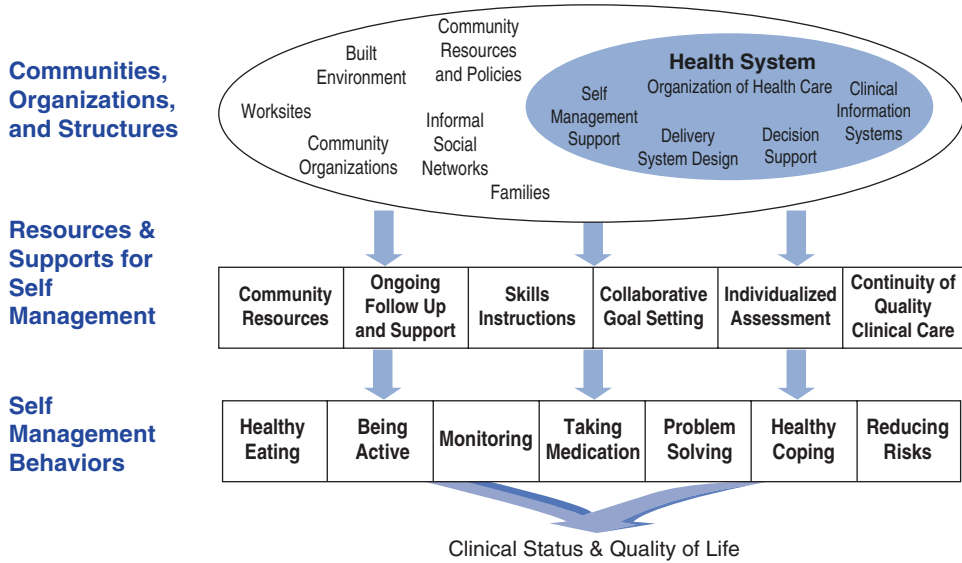 Communities,
Organizations,
and Structures
Built
Environment
Community
Resources
and Policies
Worksites
Community
Organizations
Informal
Social
Networks
Families
Health System
Organization of Health Care
Self
Management
Support
Delivery
System Design
Decision
Support
Clinical
Information
Systems
Resources &
Supports for
Self
Management
Community
Resources
Ongoing
Follow Up
and Support
Skills
Instructions
Collaborative
Goal Setting
Individualized
Assessment
Continuity of
Quality
Clinical Care
Self
Management
Behaviors
Healthy
Eating
Being
Active
Monitoring
Taking
Medication
Problem
Solving
Healthy
Coping
Reducing
Risks
Clinical Status & Quality of Life